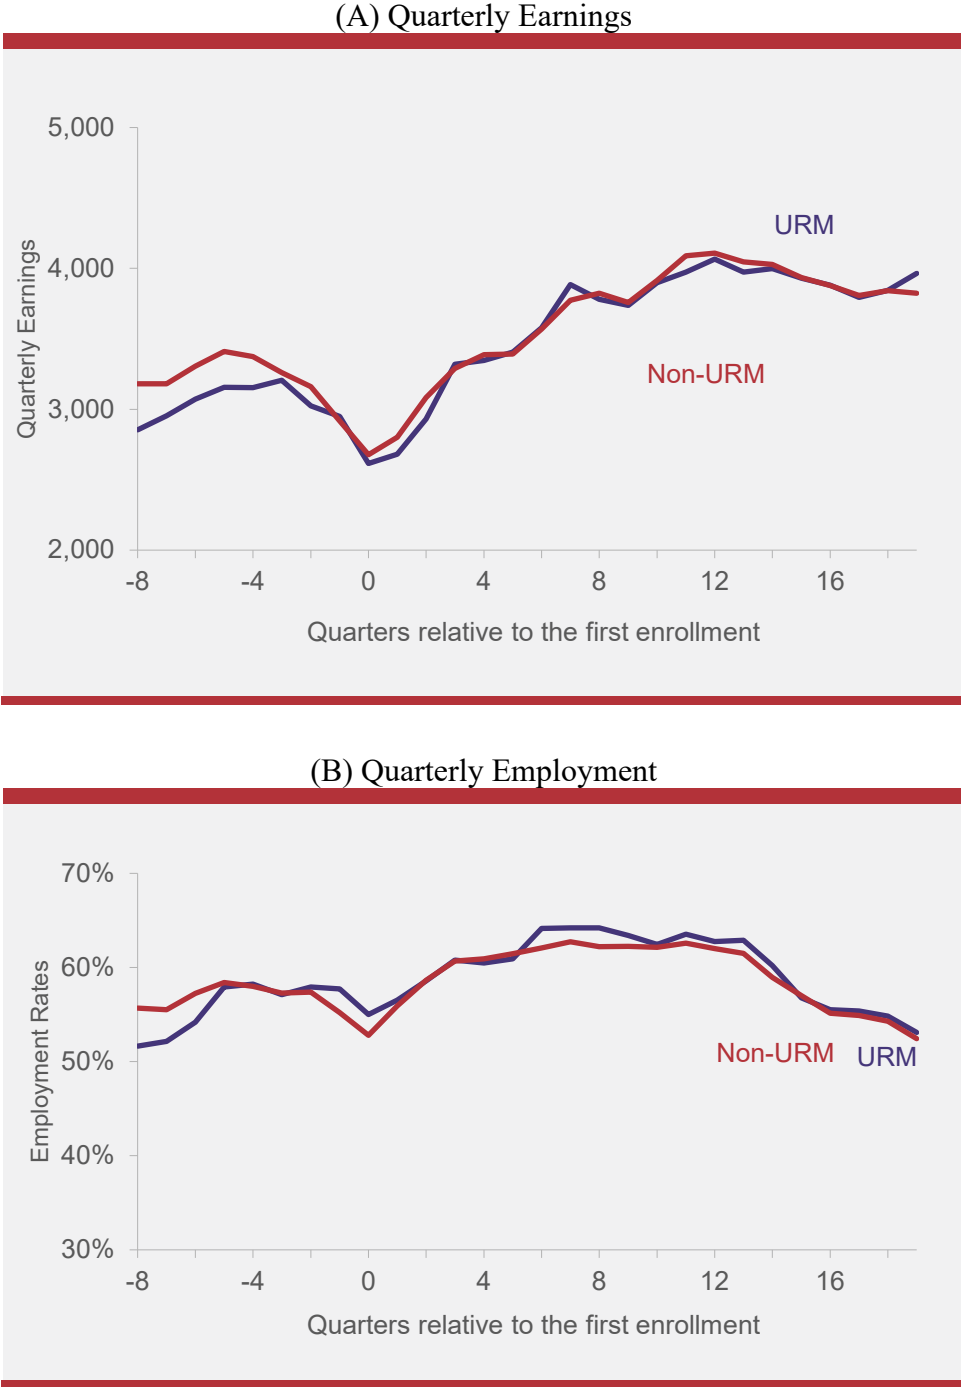 (A) Quarterly Earnings
5,000
4,000
3,000
2,000
Quarterly Earnings
URM
Non-URM
-8 -4 0 4 8 12 16
Quarters relative to the first enrollment
(B) Quarterly Employment
70%
60%
50%
40%
30%
Employment Rates
Non-URM URM
-8 -4 0 4 8 12 16
Quarters relative to the first enrollment